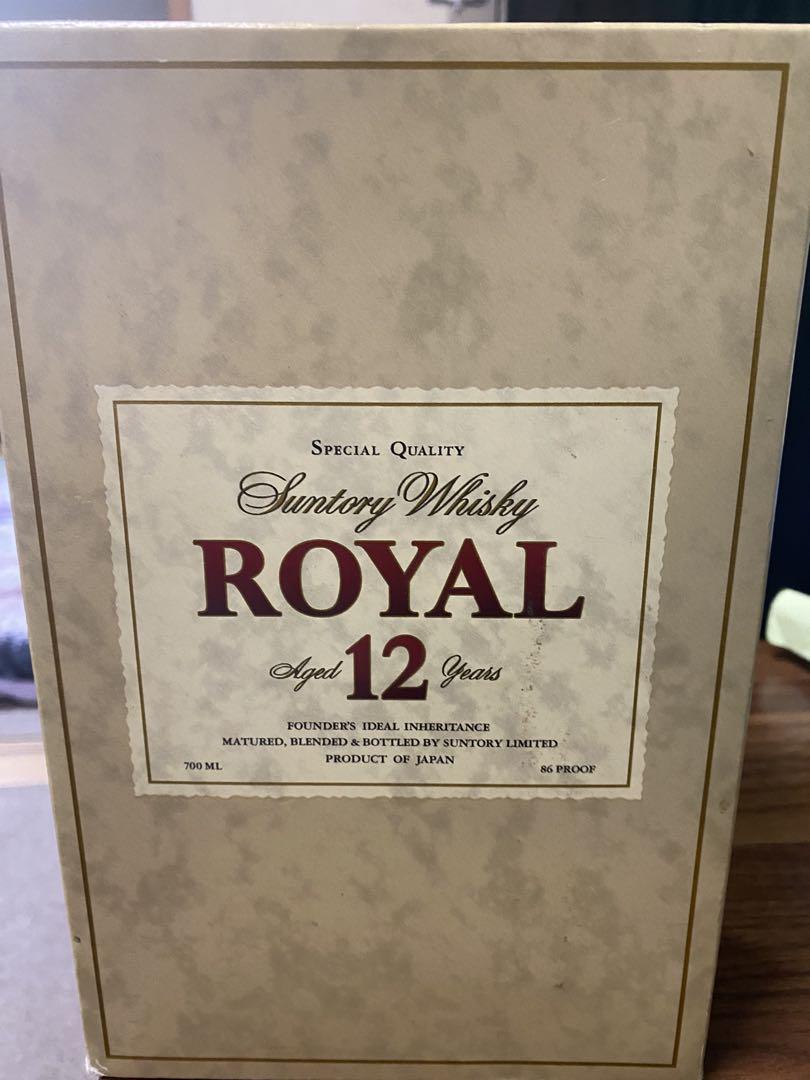 SPECIAL QUALITY
Suntory Whisky
ROYAL
Aged 12 Years
FOUNDER'S IDEAL INHERITANCE
MATURED, BLENDED & BOTTLED BY SUNTORY LIMITED
PRODUCT OF JAPAN
700 ML 86 PROOF